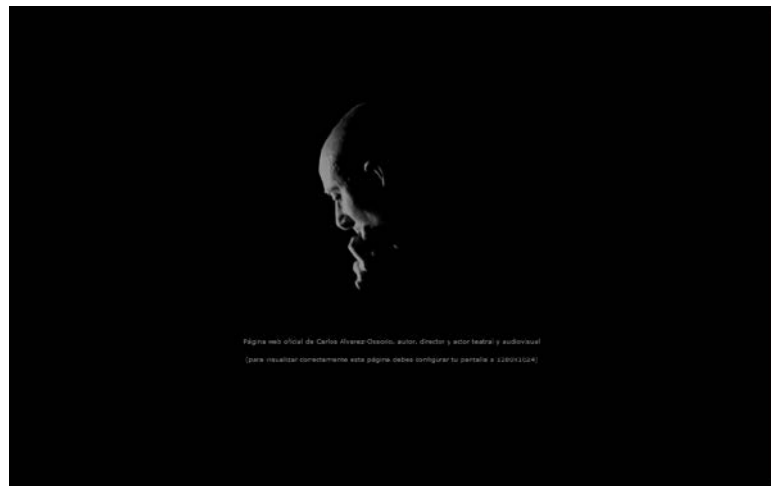 Página web oficial de Carlos Alvarez-Ossorio, autor, director y actor teatral y audiovisual
(para visualizar correctamente esta página debes configurar tu pantalla a 1280X1024)